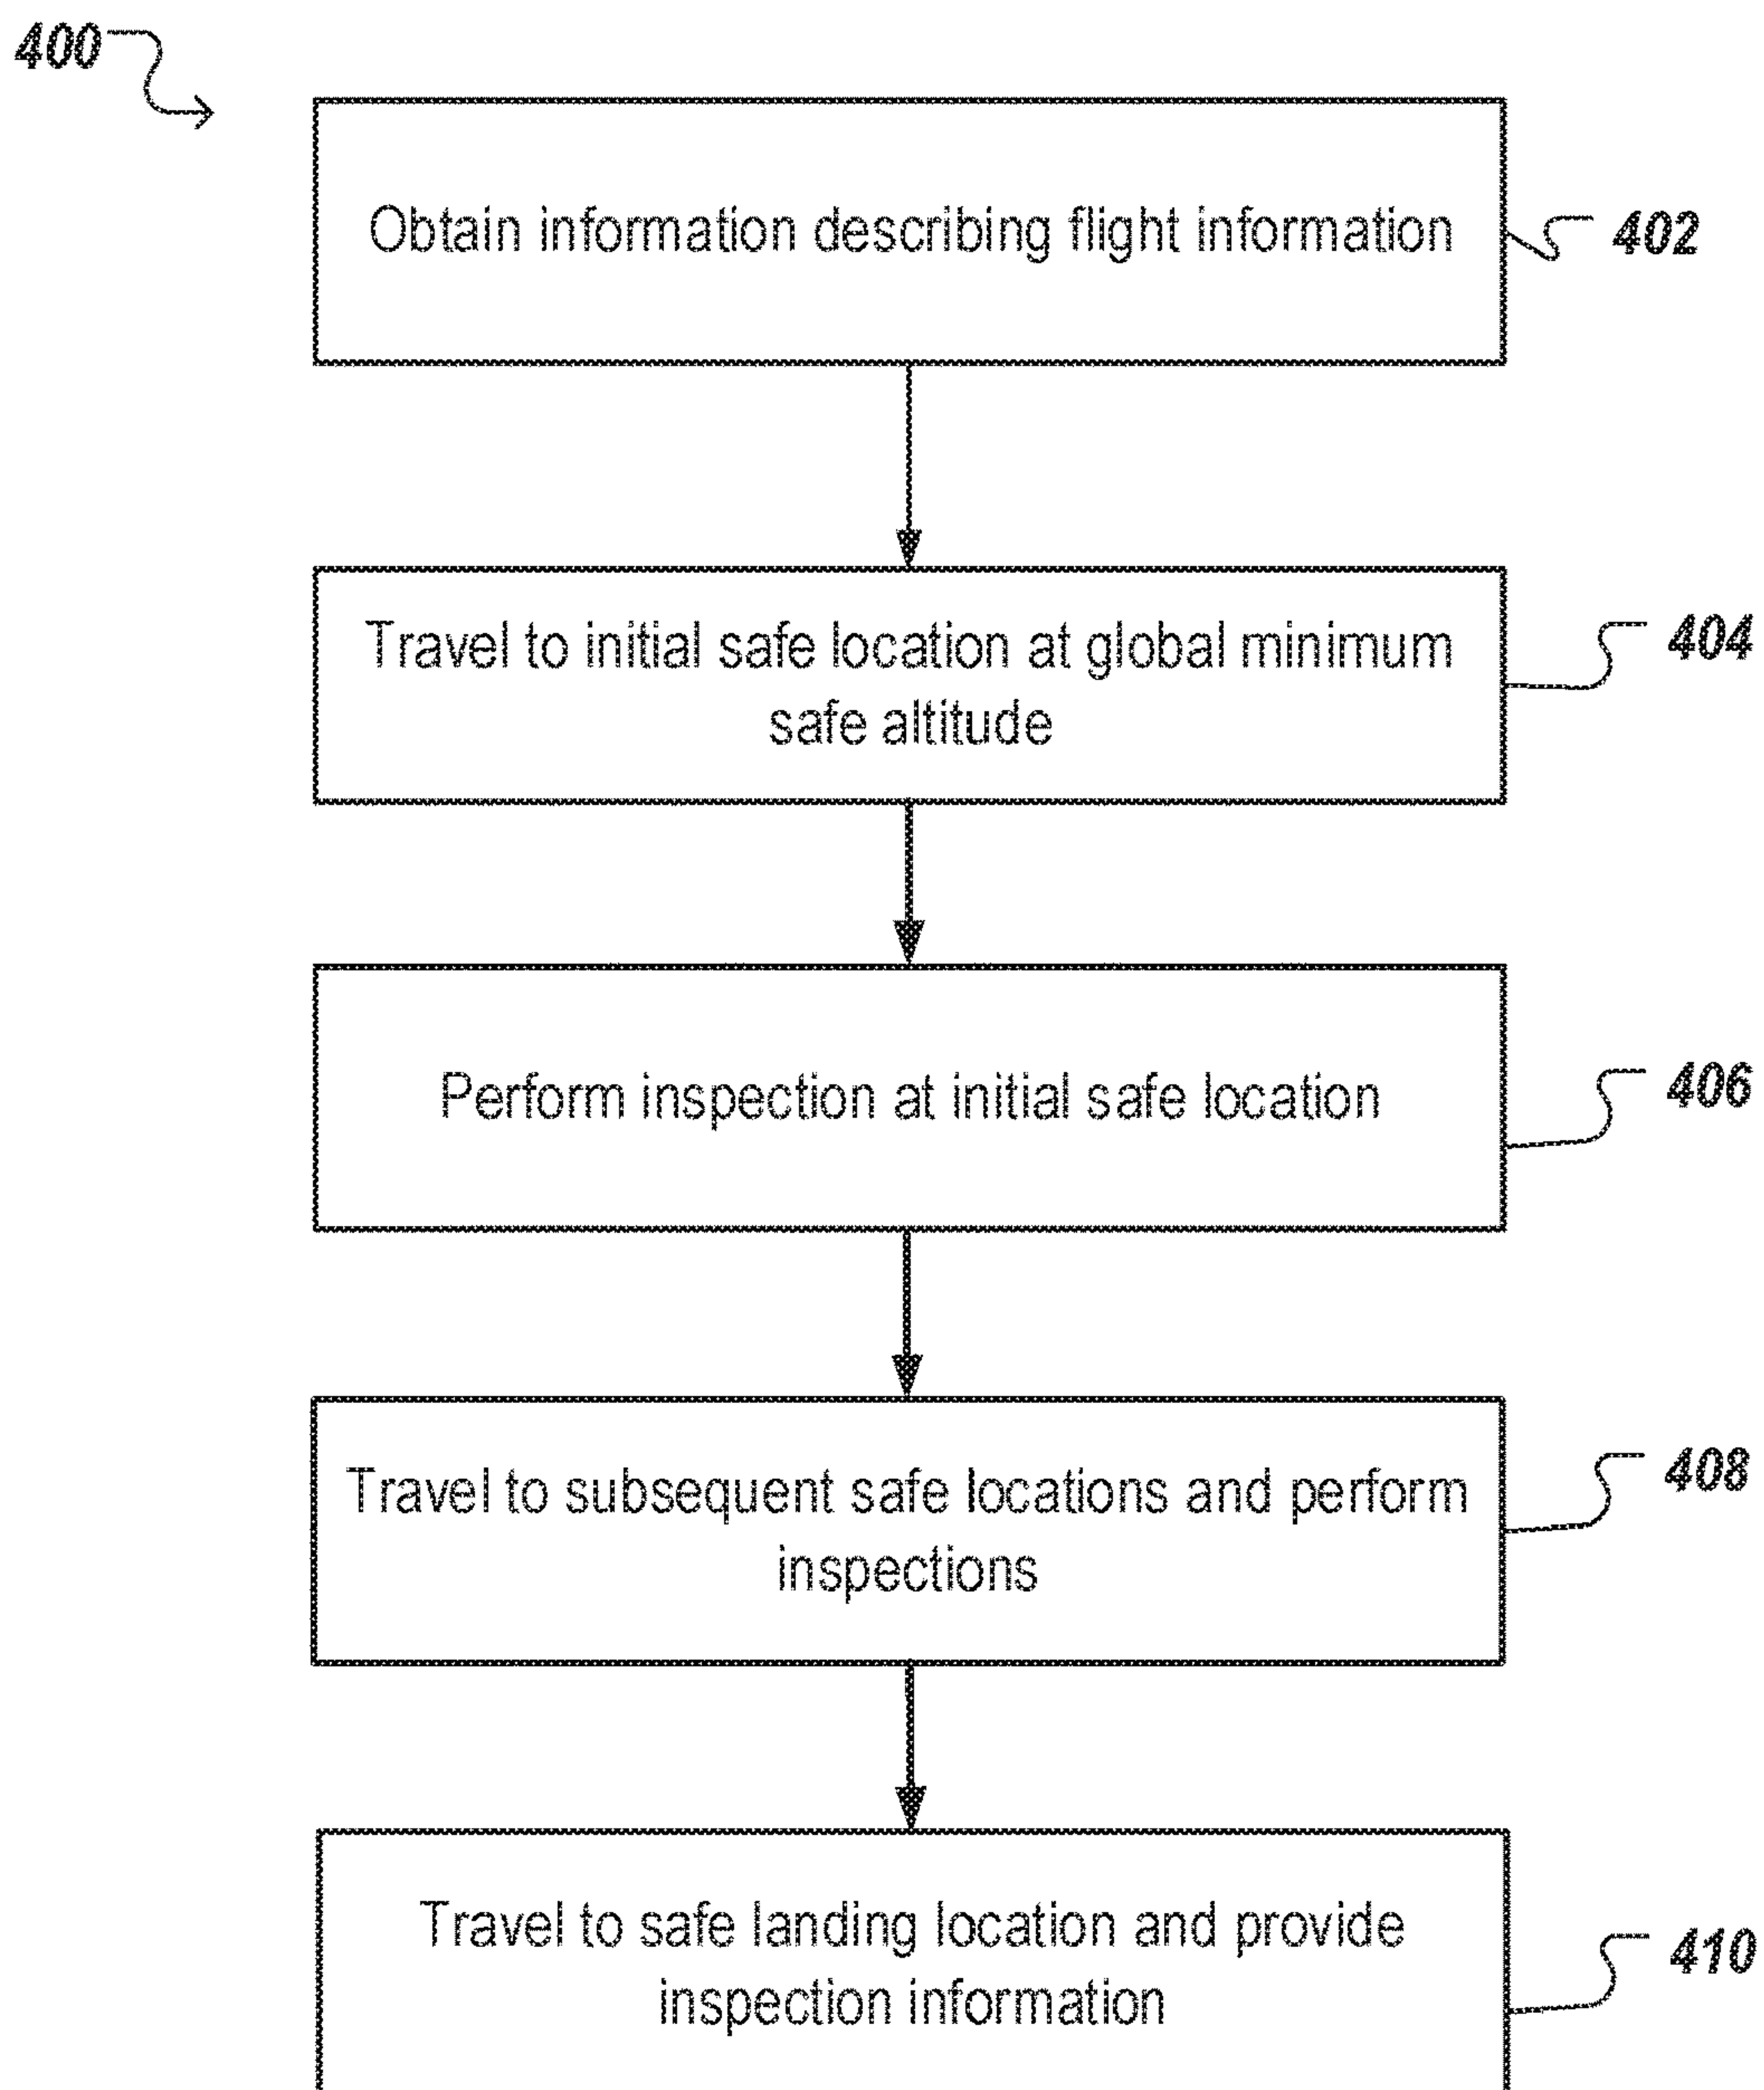 400
Obtain information describing flight information
402
Travel to initial safe location at global minimum
safe altitude
404
Perform inspection at initial safe location
406
Travel to subsequent safe locations and perform
inspections
408
Travel to safe landing location and provide
inspection information
410